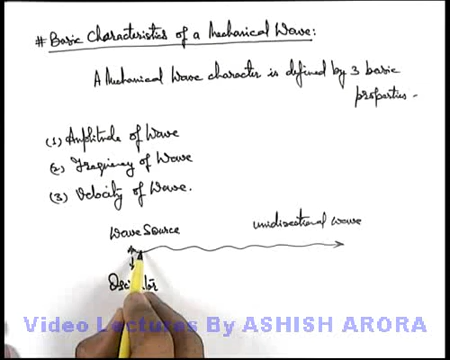 # Basic Characteristics of a Mechanical Wave:
A Mechanical Wave character is defined by 3 basic
properties -
(1) Amplitude of Wave
(2) Frequency of Wave
(3) Velocity of Wave.
Wave Source
unidirectional wave
Video Lectures By ASHISH ARORA